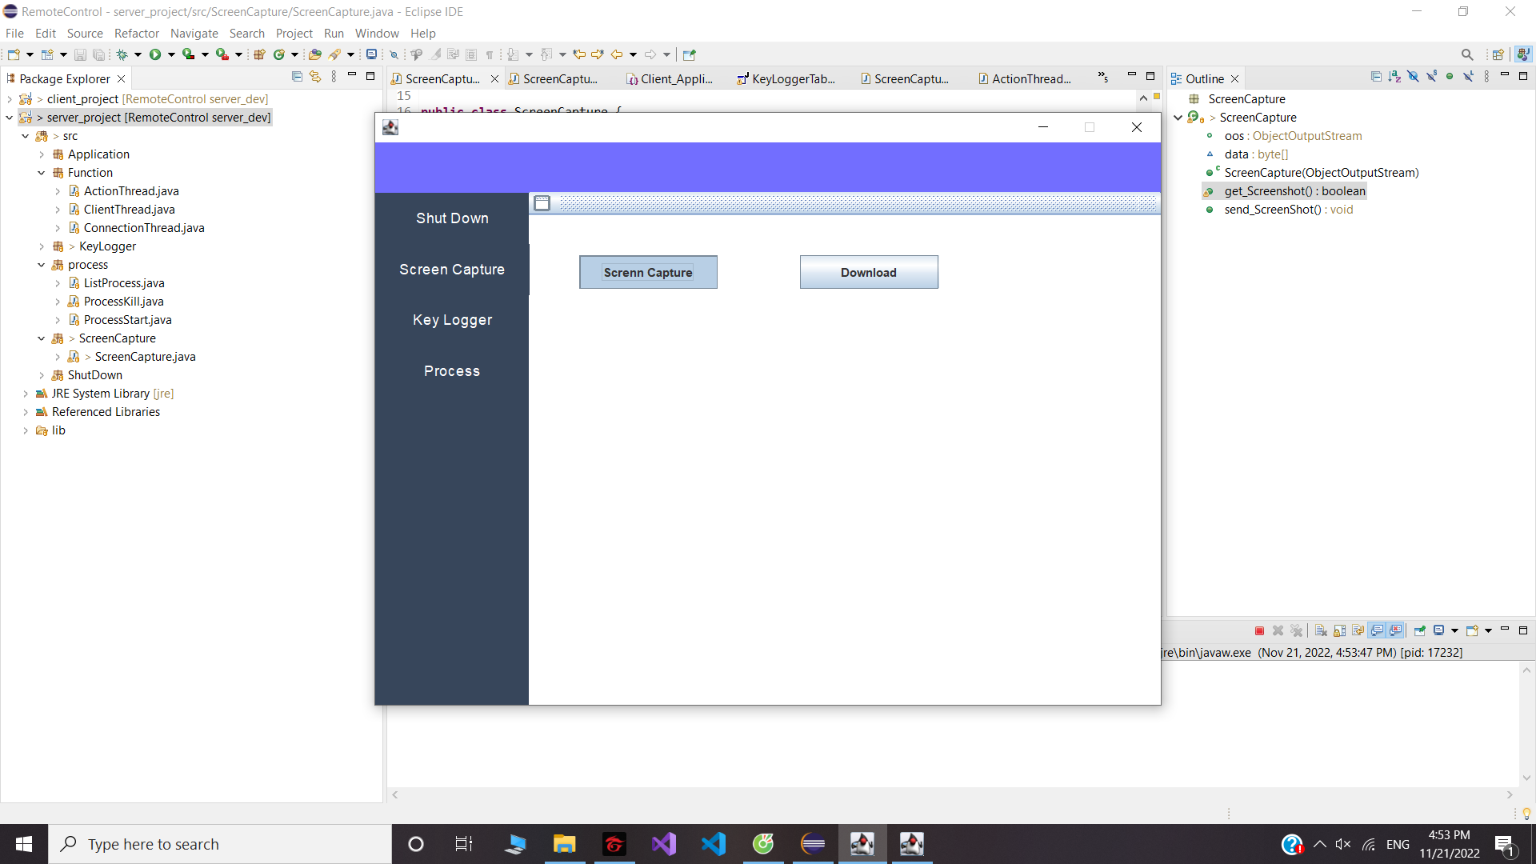 RemoteControl - server_project/src/ScreenCapture/ScreenCapture.java - Eclipse IDE
File Edit Source Refactor Navigate Search Project Run Window Help
Package Explorer
> client_project [RemoteControl server_dev]
> server_project [RemoteControl server_dev]
> src
Application
Function
ActionThread.java
ClientThread.java
ConnectionThread.java
> KeyLogger
process
ListProcess.java
ProcessKill.java
ProcessStart.java
> ScreenCapture
> ScreenCapture.java
ShutDown
JRE System Library [jre]
Referenced Libraries
lib
ScreenCaptu... ScreenCaptu... Client_Appli... KeyLoggerTab... ScreenCaptu... ActionThread... »5
15
16 public class ScreenCapture {
Shut Down
Screen Capture
Key Logger
Process
Screnn Capture
Download
Outline
ScreenCapture
> ScreenCapture
oos : ObjectOutputStream
data : byte[]
ScreenCapture(ObjectOutputStream)
get_Screenshot() : boolean
send_ScreenShot() : void
jre\bin\javaw.exe (Nov 21, 2022, 4:53:47 PM) [pid: 17232]
Type here to search
ENG
4:53 PM
11/21/2022
1